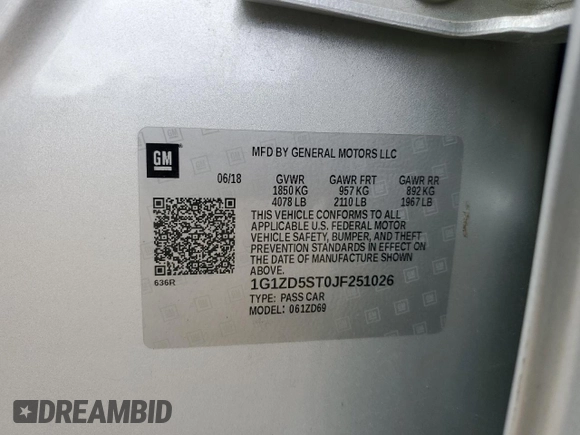 GM
MFD BY GENERAL MOTORS LLC
06/18 GVWR GAWR FRT GAWR RR
1850 KG 957 KG 892 KG
4078 LB 2110 LB 1967 LB
THIS VEHICLE CONFORMS TO ALL
APPLICABLE U.S. FEDERAL MOTOR
VEHICLE SAFETY, BUMPER, AND THEFT
PREVENTION STANDARDS IN EFFECT ON
THE DATE OF MANUFACTURE SHOWN
ABOVE.
636R
1G1ZD5ST0JF251026
TYPE: PASS CAR
MODEL: 061ZD69
DREAMBID